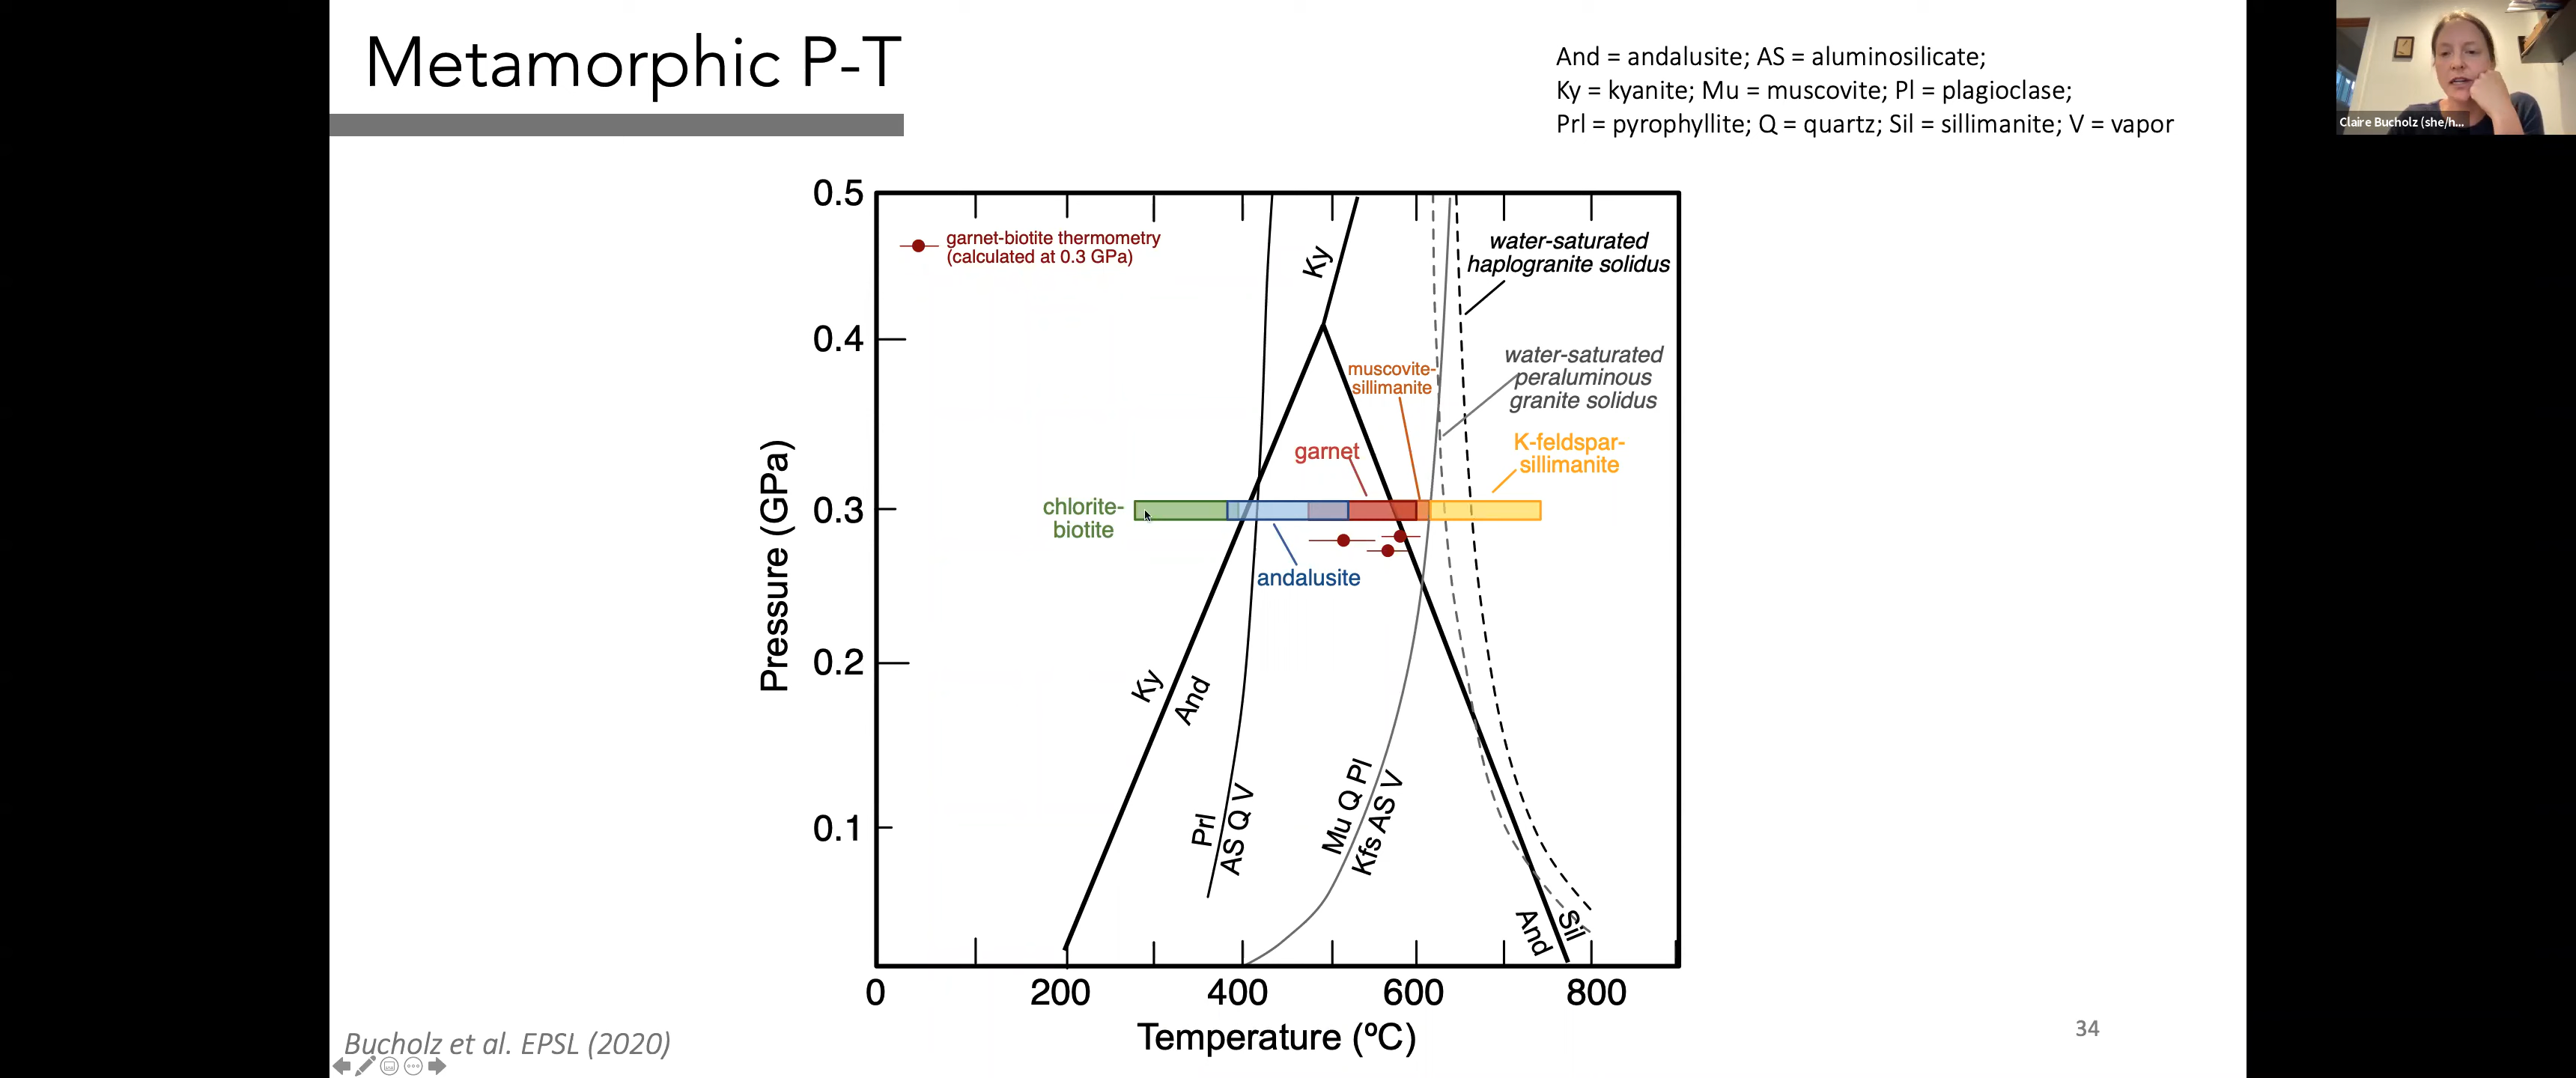 Metamorphic P-T
And = andalusite; AS = aluminosilicate;
Ky = kyanite; Mu = muscovite; Pl = plagioclase;
Prl = pyrophyllite; Q = quartz; Sil = sillimanite; V = vapor
Claire Bucholz (she/h...
0.5
garnet-biotite thermometry
(calculated at 0.3 GPa)
Ky
water-saturated
haplogranite solidus
0.4
muscovite-
sillimanite
water-saturated
peraluminous
granite solidus
garnet
K-feldspar-
sillimanite
Pressure (GPa)
0.3
chlorite-
biotite
andalusite
0.2
Ky
And
0.1
Prl
AS Q V
Mu Q Pl
Kfs AS V
And
Sil
0
200
400
600
800
Temperature (ºC)
Bucholz et al. EPSL (2020)
34